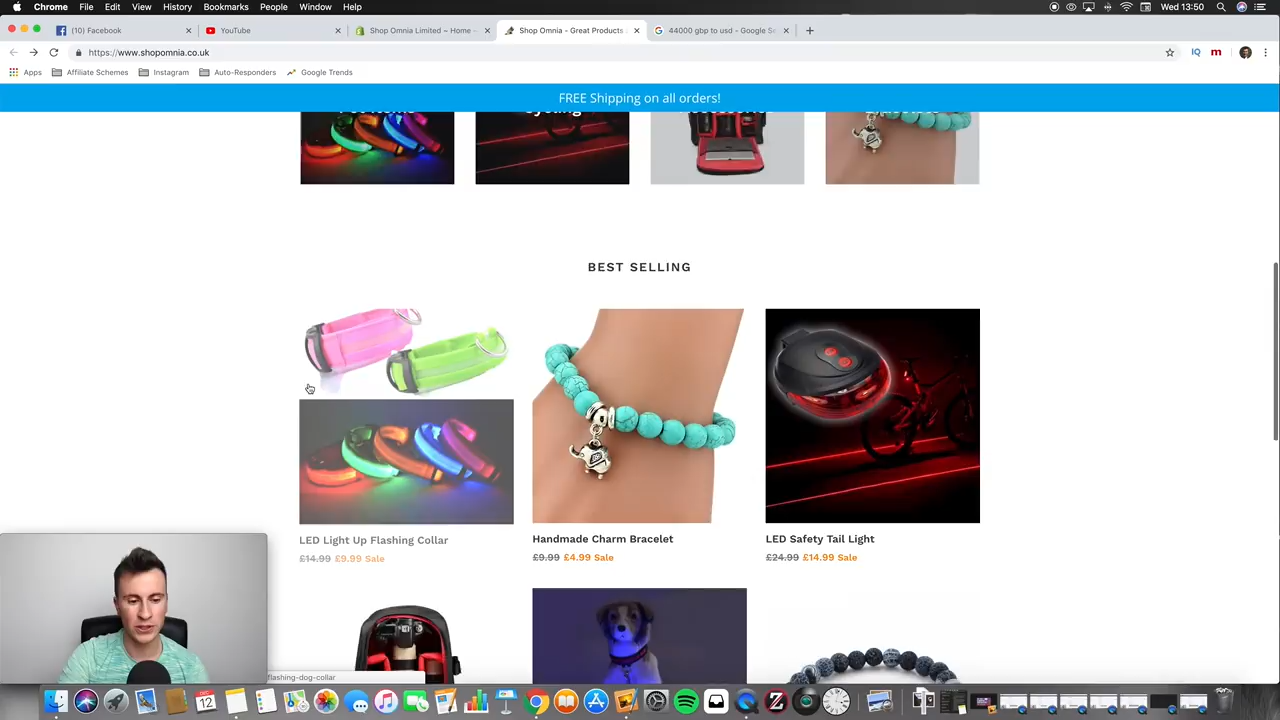 Chrome File Edit View History Bookmarks People Window Help
Wed 13:50
(10) Facebook
YouTube
Shop Omnia Limited – Home -
Shop Omnia - Great Products
44000 gbp to usd - Google Se
https://www.shopomnia.co.uk
Apps Affiliate Schemes Instagram Auto-Responders Google Trends
FREE Shipping on all orders!
Cycling
BEST SELLING
LED Light Up Flashing Collar
£14.99 £9.99 Sale
Handmade Charm Bracelet
£9.99 £4.99 Sale
LED Safety Tail Light
£24.99 £14.99 Sale
flashing-dog-collar